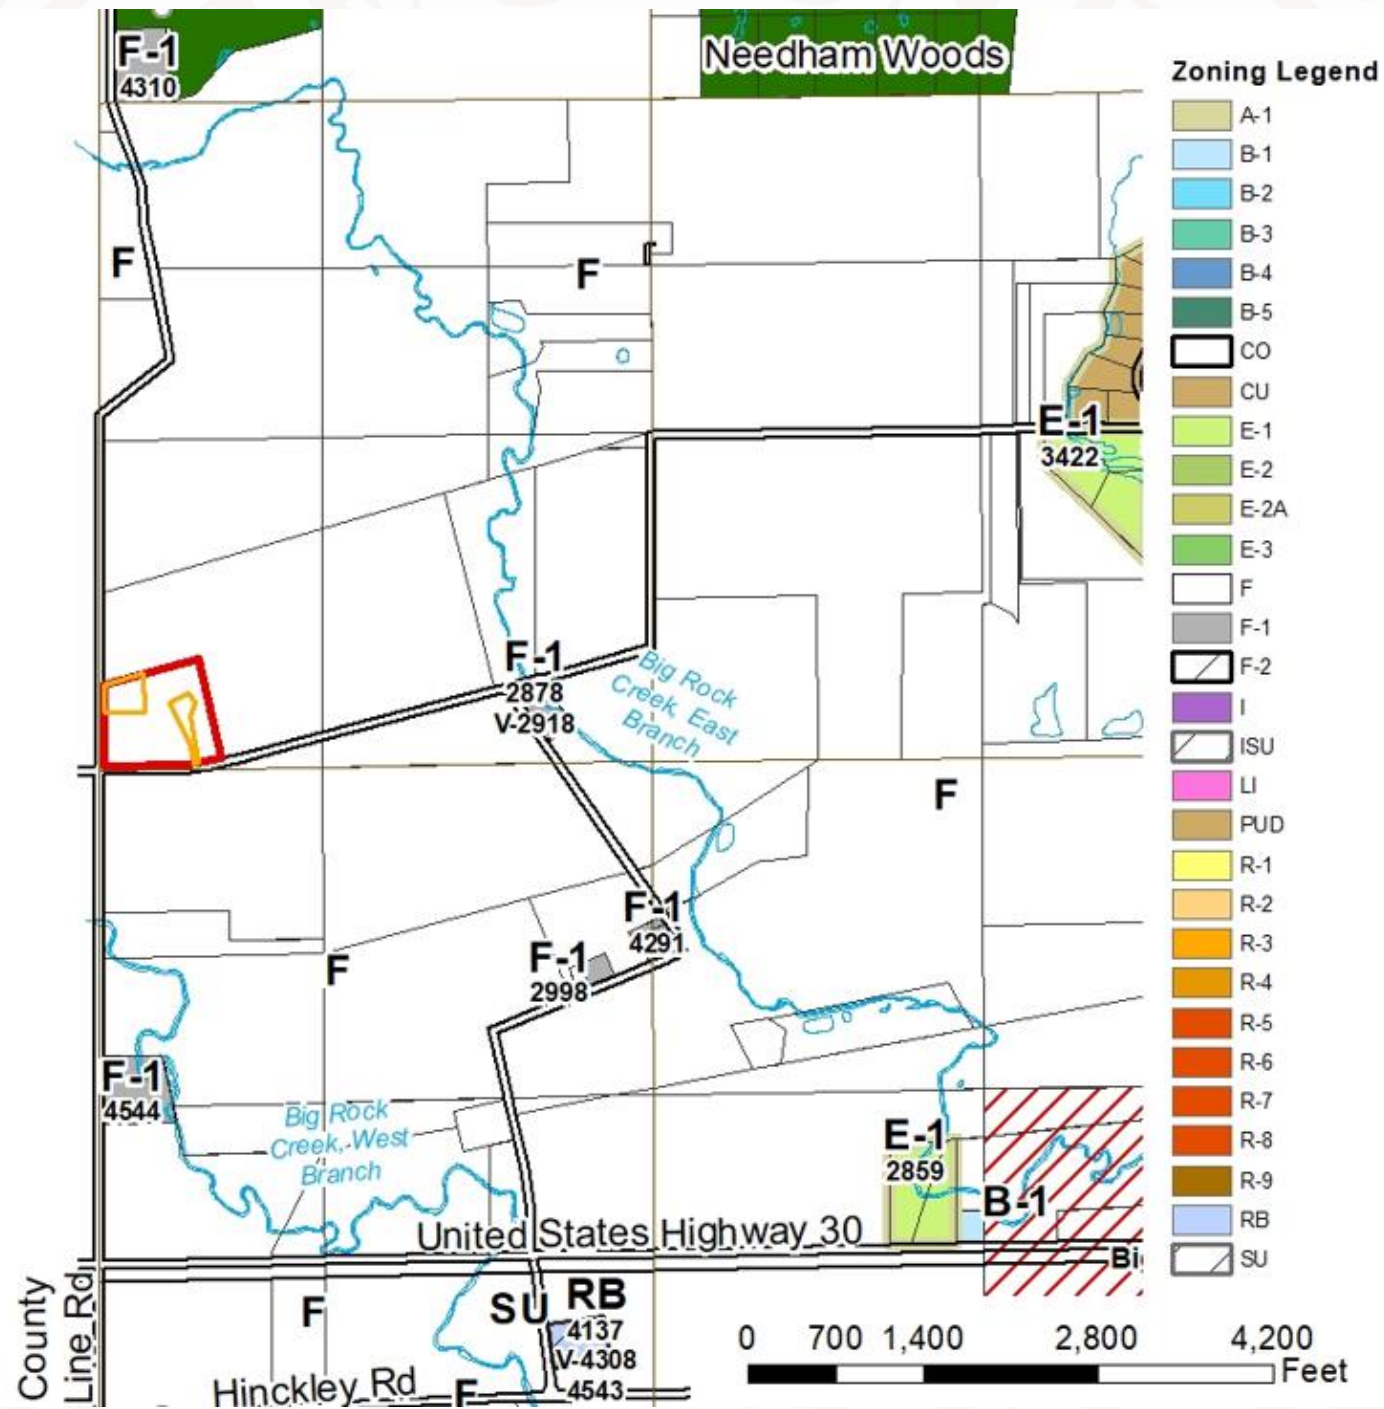 F-1
4310
Needham Woods
F
F
E-1
3422
F-1
2878
V-2918
Big Rock
Creek, East
Branch
F
F-1
4291
F-1
2998
F
F-1
4544
Big Rock
Creek, West
Branch
E-1
2859
B-1
United States Highway 30
Bi
County
Line Rd
F
SU
RB
4137
V-4308
4543
Hinckley Rd
F
Zoning Legend
A-1
B-1
B-2
B-3
B-4
B-5
CO
CU
E-1
E-2
E-2A
E-3
F
F-1
F-2
I
ISU
LI
PUD
R-1
R-2
R-3
R-4
R-5
R-6
R-7
R-8
R-9
RB
SU
0 700 1,400 2,800 4,200
Feet